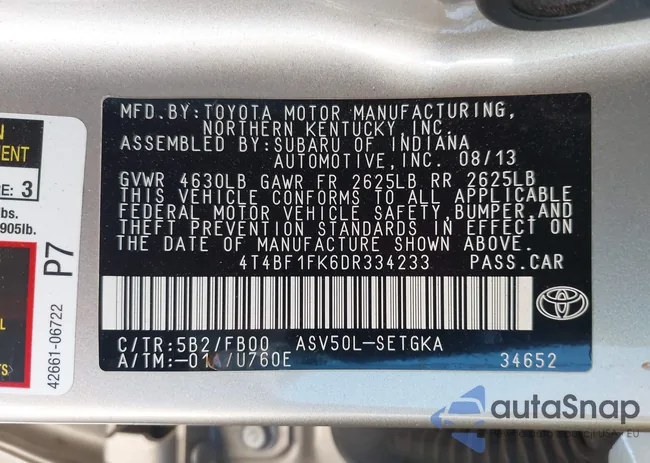 MFD.BY:TOYOTA MOTOR MANUFACTURING,
NORTHERN KENTUCKY,INC.
ASSEMBLED BY:SUBARU OF INDIANA
AUTOMOTIVE,INC. 08/13
GVWR 4630LB GAWR FR 2625LB RR 2625LB
THIS VEHICLE CONFORMS TO ALL APPLICABLE
FEDERAL MOTOR VEHICLE SAFETY,BUMPER,AND
THEFT PREVENTION STANDARDS IN EFFECT ON
THE DATE OF MANUFACTURE SHOWN ABOVE.
4T4BF1FK6DR334233 PASS.CAR
C/TR:5B2/FB00 ASV50L-SETGKA
A/TM:-01 /U760E 34652
3
lbs.
905lb.
P7
42661-06722
autoSnap